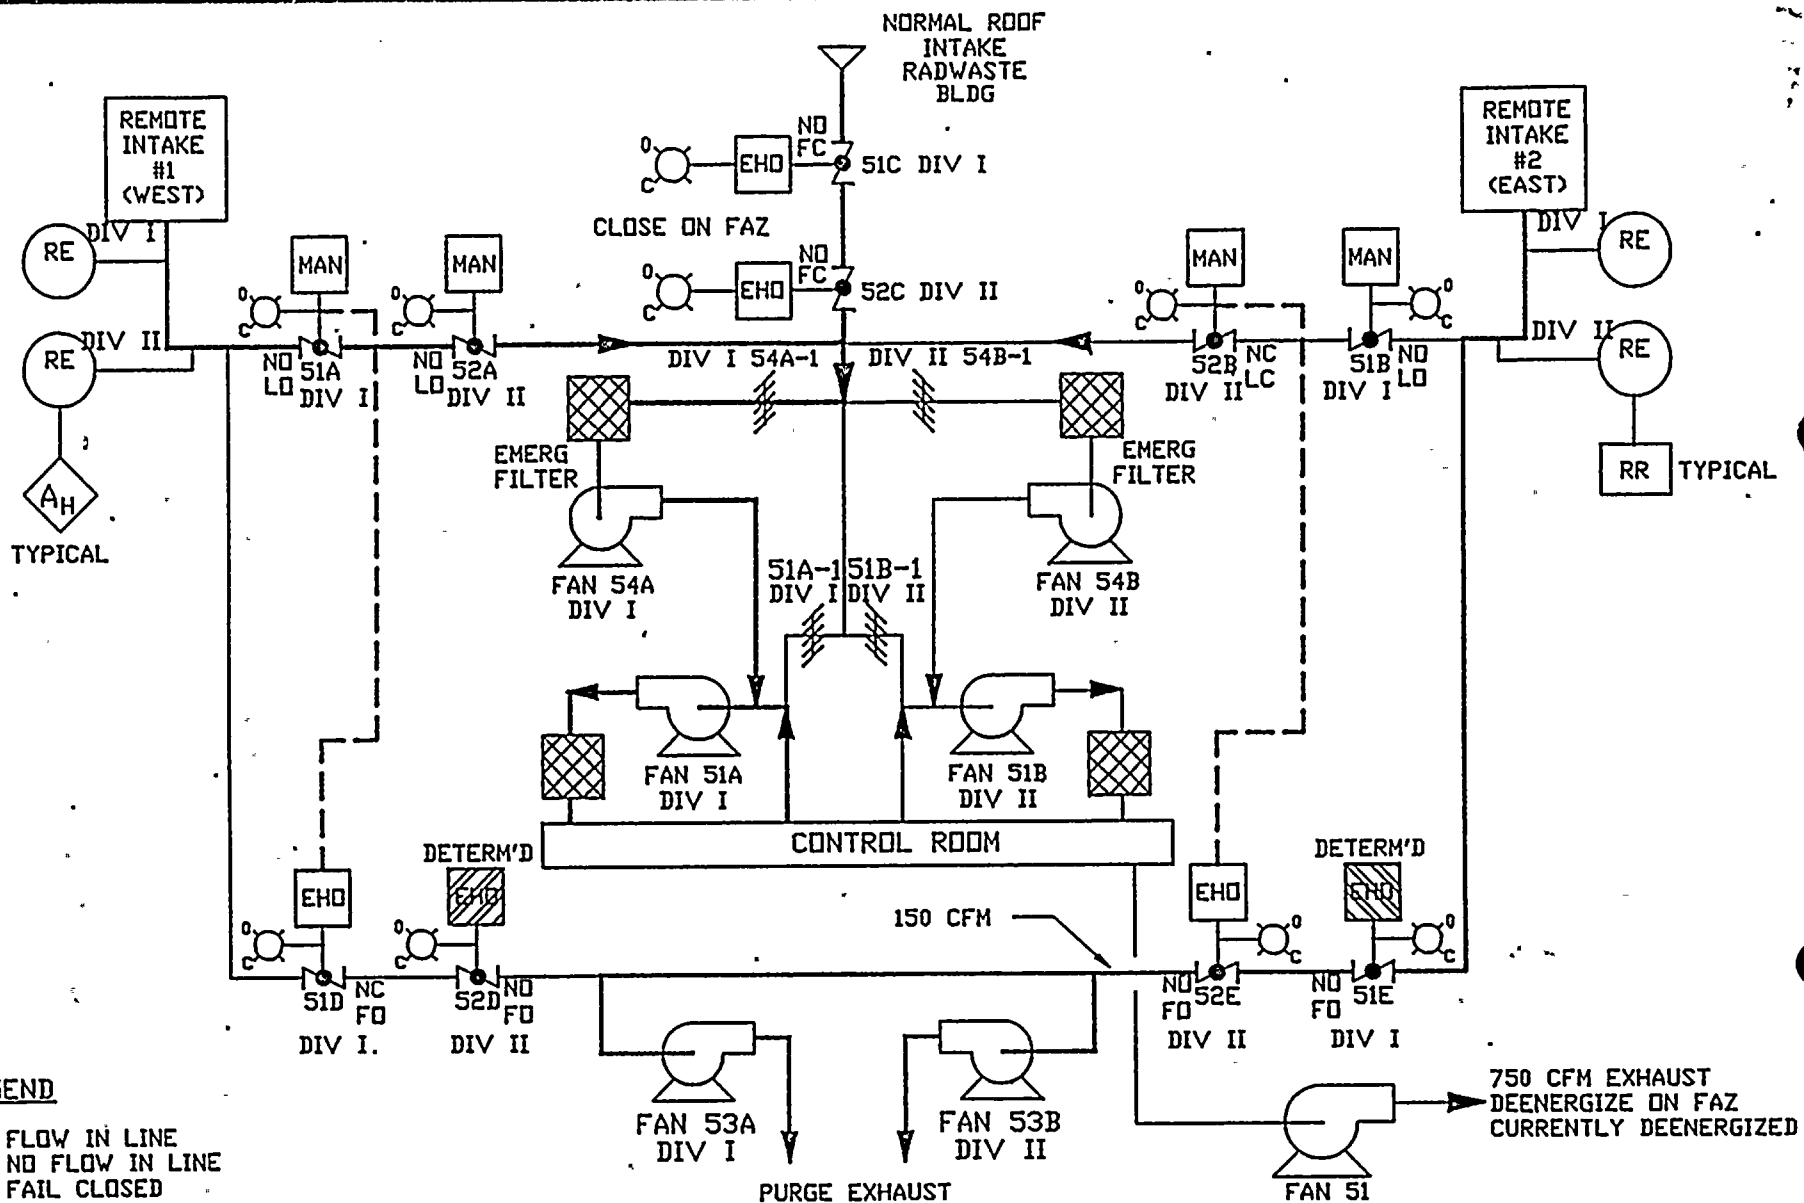 NORMAL ROOF
INTAKE
RADWASTE
BLDG
REMOTE
INTAKE
#1
(WEST)
REMOTE
INTAKE
#2
(EAST)
NO
FC
O
C
EHO
51C DIV I
CLOSE ON FAZ
NO
FC
O
C
EHO
52C DIV II
RE
DIV I
RE
DIV II
AH
TYPICAL
MAN
O
C
NO
LO
51A
DIV I
MAN
O
C
NO
LO
52A
DIV II
DIV I 54A-1
DIV II 54B-1
MAN
O
C
52B
DIV II
NC
LC
MAN
O
C
51B
DIV I
NO
LO
DIV I
RE
DIV II
RE
RR
TYPICAL
EMERG
FILTER
EMERG
FILTER
FAN 54A
DIV I
FAN 54B
DIV II
51A-1
DIV I
51B-1
DIV II
FAN 51A
DIV I
FAN 51B
DIV II
CONTROL ROOM
EHO
O
C
51D
NC
FO
DIV I.
DETERM'D
EHO
O
C
52D
NO
FO
DIV II
150 CFM
EHO
O
C
NO
FO
52E
DIV II
DETERM'D
EHO
O
C
NO
FO
51E
DIV I
FAN 53A
DIV I
FAN 53B
DIV II
PURGE EXHAUST
FAN 51
750 CFM EXHAUST
DEENERGIZE ON FAZ
CURRENTLY DEENERGIZED
GEND
FLOW IN LINE
NO FLOW IN LINE
FAIL CLOSED